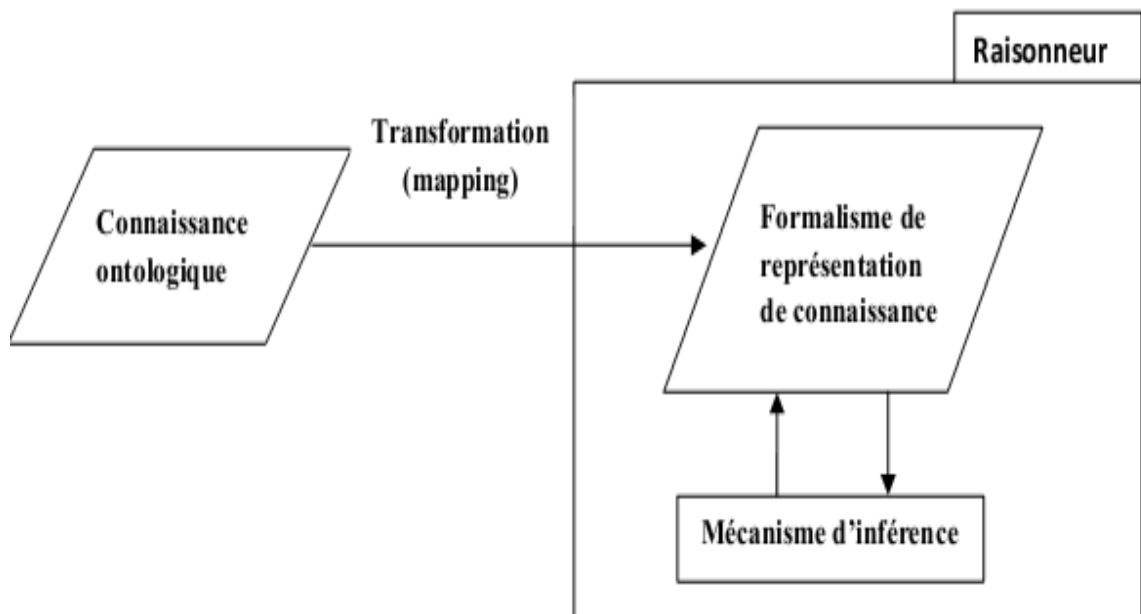 Raisonneur
Transformation
(mapping)
Connaissance
ontologique
Formalisme de
représentation
de connaissance
Mécanisme d’inférence